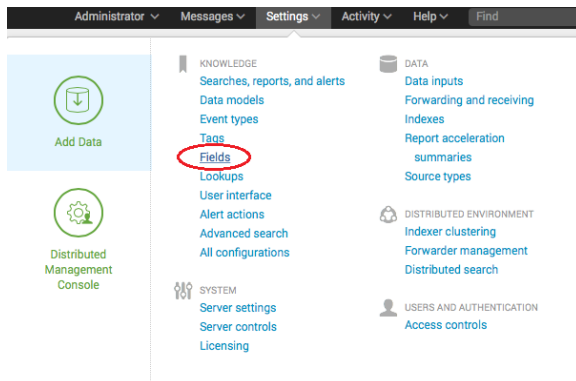 Administrator Messages Settings Activity Help Find
Add Data
Distributed
Management
Console
KNOWLEDGE
Searches, reports, and alerts
Data models
Event types
Tags
Fields
Lookups
User interface
Alert actions
Advanced search
All configurations
SYSTEM
Server settings
Server controls
Licensing
DATA
Data inputs
Forwarding and receiving
Indexes
Report acceleration
summaries
Source types
DISTRIBUTED ENVIRONMENT
Indexer clustering
Forwarder management
Distributed search
USERS AND AUTHENTICATION
Access controls